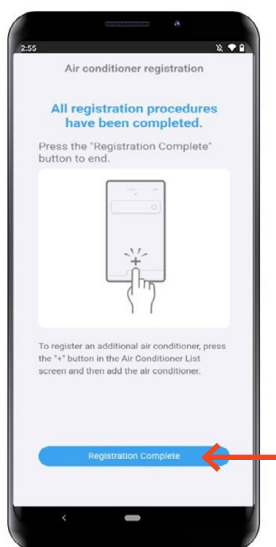 2:55
Air conditioner registration
All registration procedures
have been completed.
Press the "Registration Complete"
button to end.
To register an additional air conditioner, press
the "+" button in the Air Conditioner List
screen and then add the air conditioner.
Registration Complete